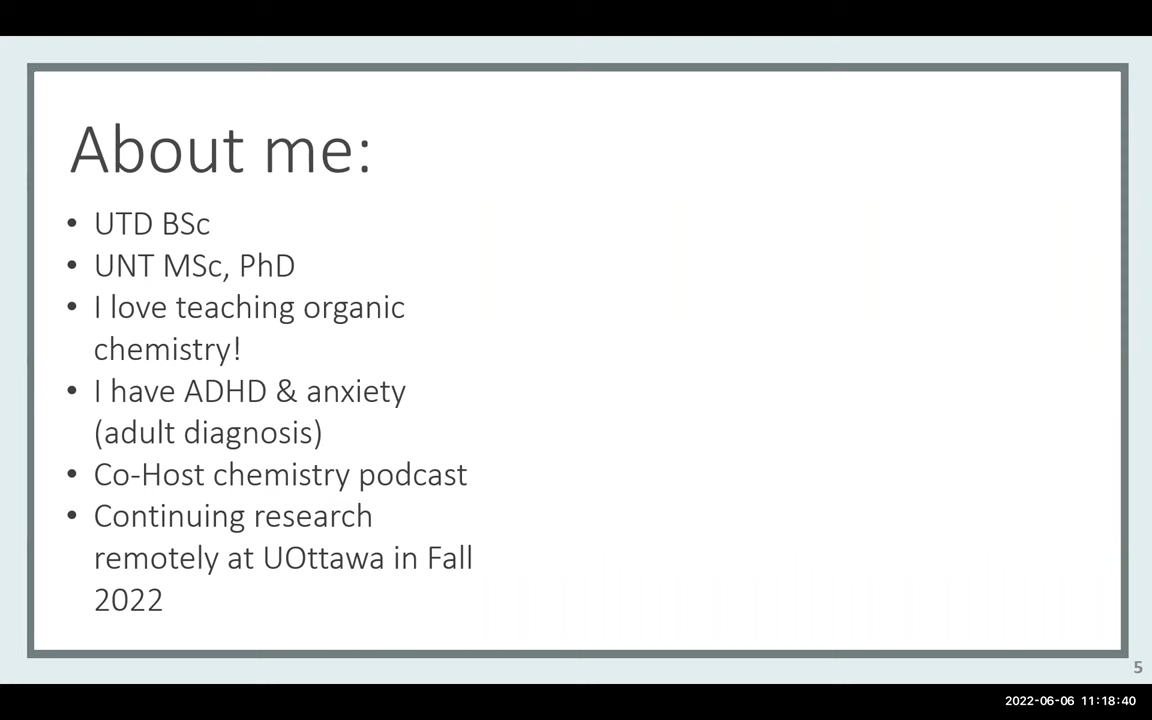 About me:
• UTD BSc
• UNT MSc, PhD
• I love teaching organic
chemistry!
• I have ADHD & anxiety
(adult diagnosis)
• Co-Host chemistry podcast
• Continuing research
remotely at UOttawa in Fall
2022
5
2022-06-06 11:18:40